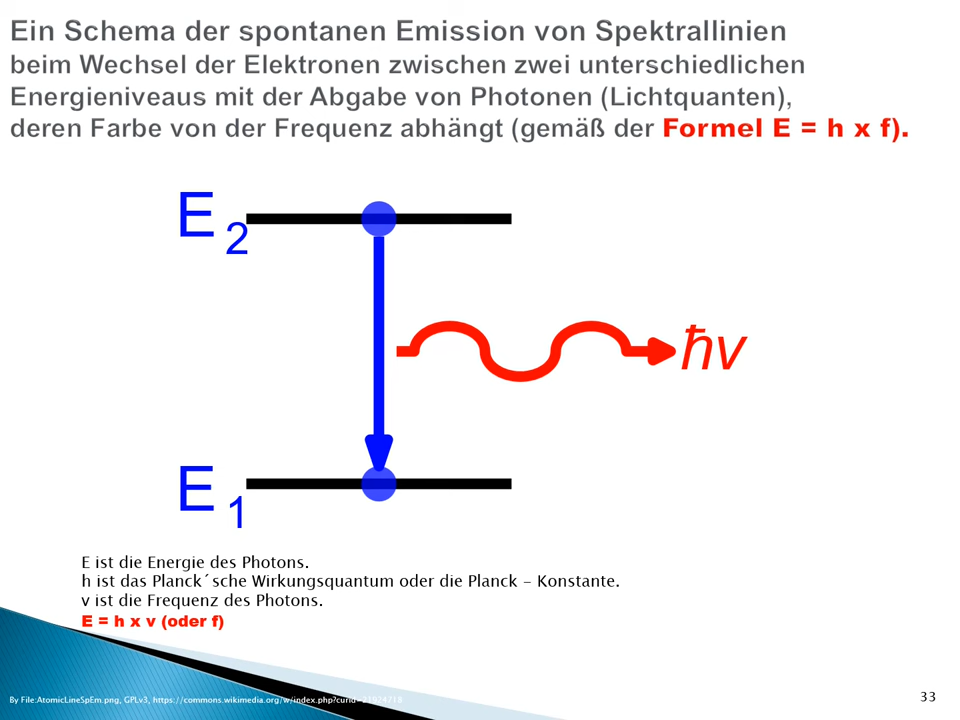 Ein Schema der spontanen Emission von Spektrallinien
beim Wechsel der Elektronen zwischen zwei unterschiedlichen
Energieniveaus mit der Abgabe von Photonen (Lichtquanten),
deren Farbe von der Frequenz abhängt (gemäß der Formel E = h x f).
E 2
ħv
E 1
E ist die Energie des Photons.
h ist das Planck´sche Wirkungsquantum oder die Planck – Konstante.
v ist die Frequenz des Photons.
E = h x v (oder f)
By File:AtomicLineSpEm.png, GPLv3, https://commons.wikimedia.org/w/index.php?curid=
33